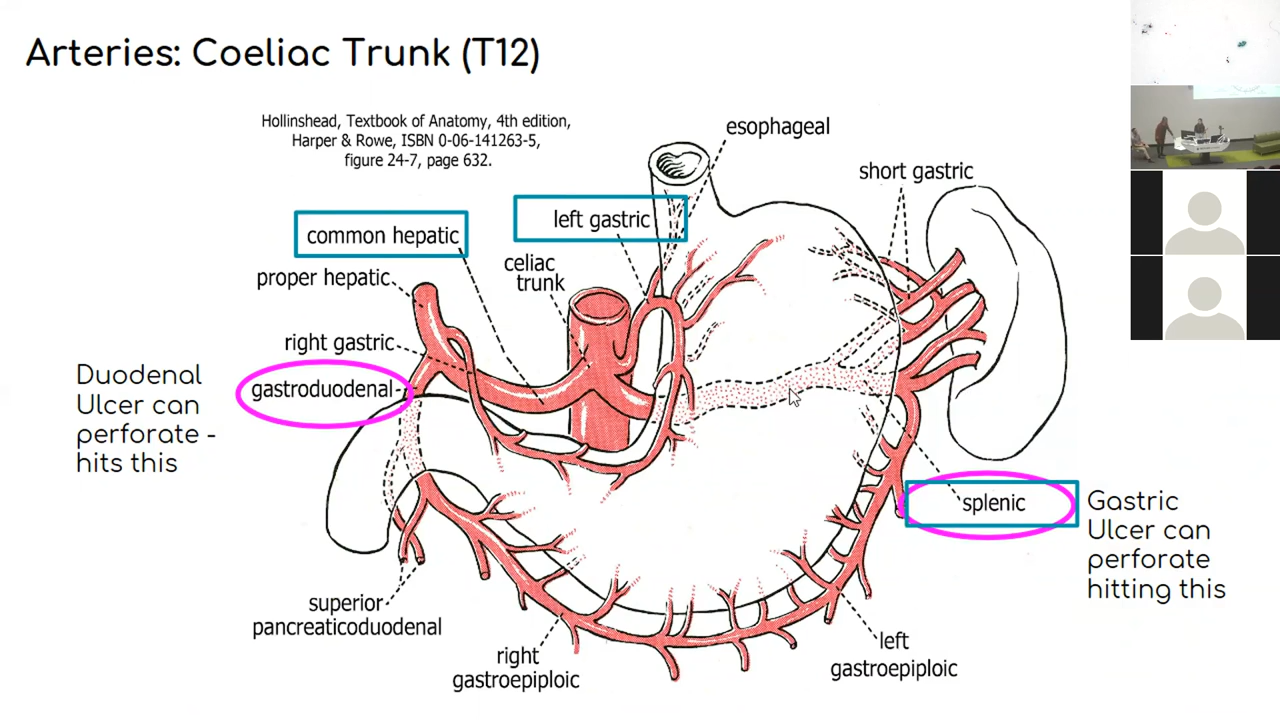 Arteries: Coeliac Trunk (T12)
Hollinshead, Textbook of Anatomy, 4th edition,
Harper & Rowe, ISBN 0-06-141263-5,
figure 24-7, page 632.
esophageal
short gastric
left gastric
common hepatic
celiac
trunk
proper hepatic
right gastric
gastroduodenal
Duodenal
Ulcer can
perforate -
hits this
splenic
Gastric
Ulcer can
perforate
hitting this
superior
pancreaticoduodenal
right
gastroepiploic
left
gastroepiploic